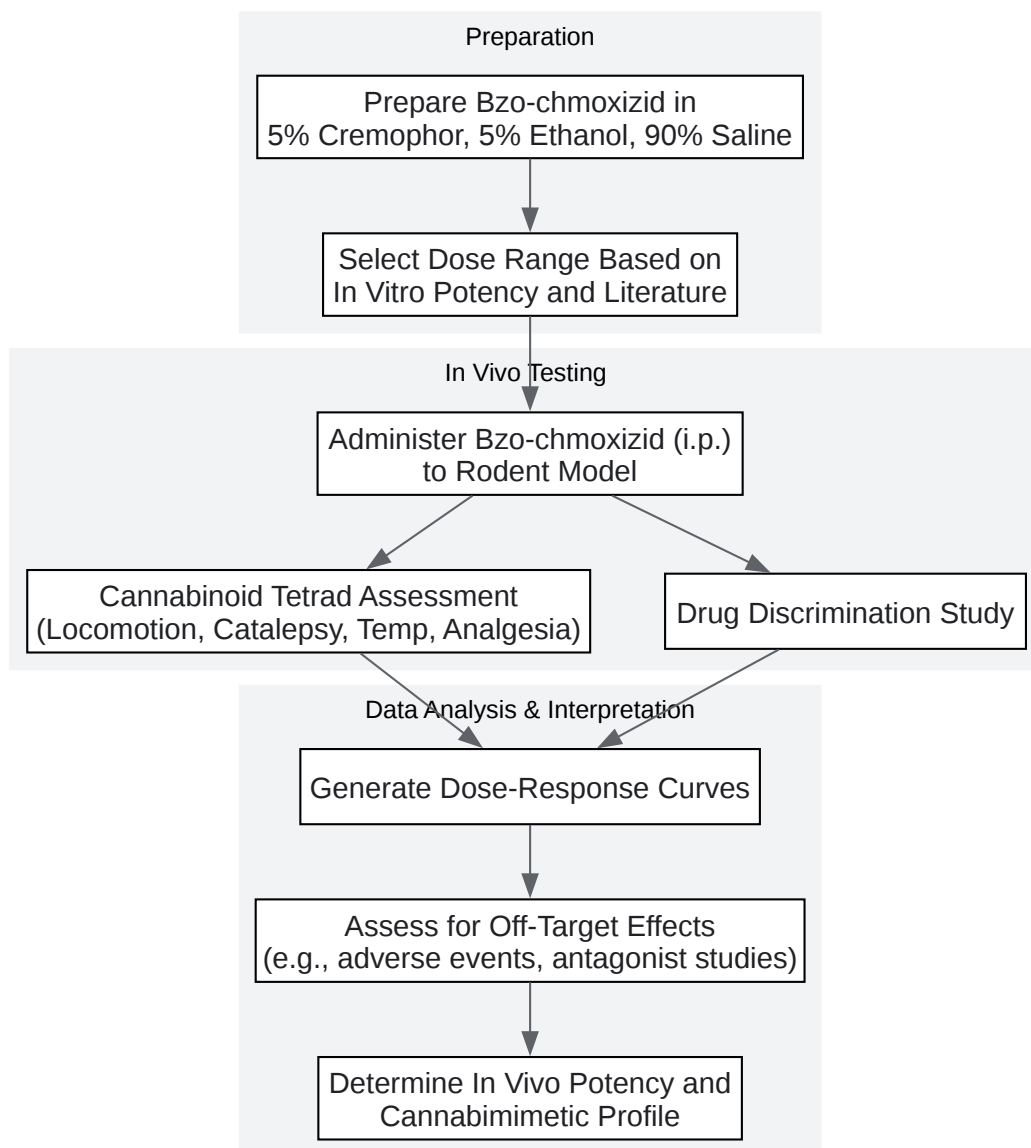 Preparation
Prepare Bzo-chmoxizid in
5% Cremophor, 5% Ethanol, 90% Saline
Select Dose Range Based on
In Vitro Potency and Literature
In Vivo Testing
Administer Bzo-chmoxizid (i.p.)
to Rodent Model
Cannabinoid Tetrad Assessment
(Locomotion, Catalepsy, Temp, Analgesia)
Drug Discrimination Study
Data Analysis & Interpretation
Generate Dose-Response Curves
Assess for Off-Target Effects
(e.g., adverse events, antagonist studies)
Determine In Vivo Potency and
Cannabimimetic Profile